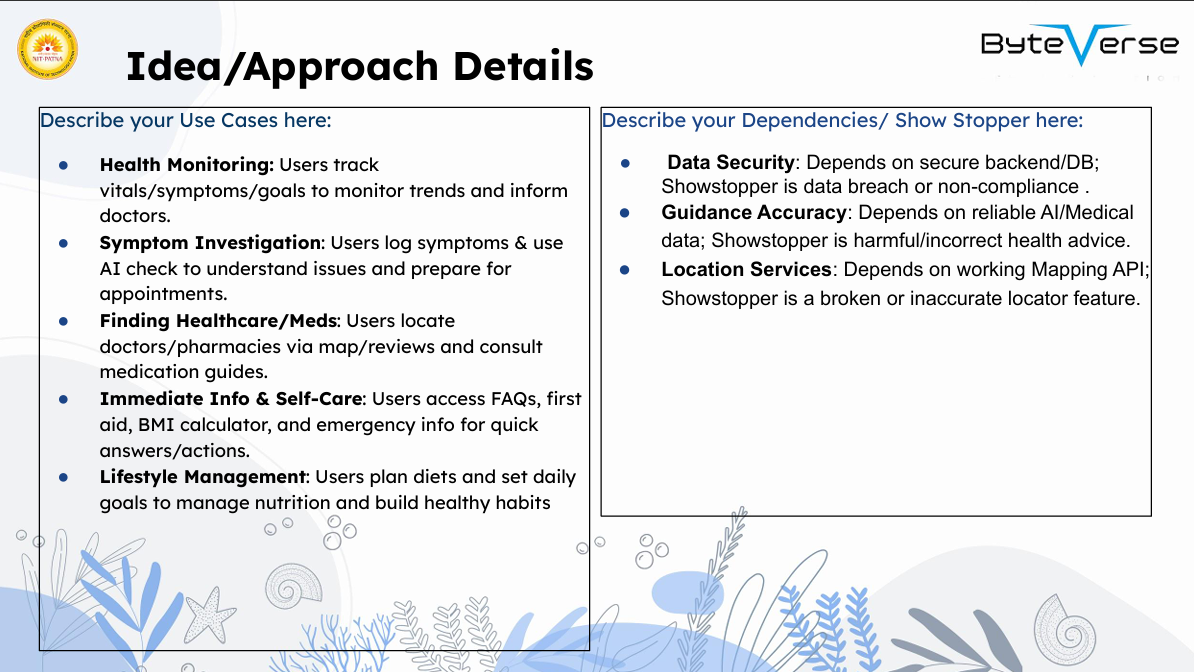 NIT-PATNA
ByteVerse
Idea/Approach Details
Describe your Use Cases here:
● Health Monitoring: Users track
vitals/symptoms/goals to monitor trends and inform
doctors.
● Symptom Investigation: Users log symptoms & use
AI check to understand issues and prepare for
appointments.
● Finding Healthcare/Meds: Users locate
doctors/pharmacies via map/reviews and consult
medication guides.
● Immediate Info & Self-Care: Users access FAQs, first
aid, BMI calculator, and emergency info for quick
answers/actions.
● Lifestyle Management: Users plan diets and set daily
goals to manage nutrition and build healthy habits
Describe your Dependencies/ Show Stopper here:
● Data Security: Depends on secure backend/DB;
Showstopper is data breach or non-compliance .
● Guidance Accuracy: Depends on reliable AI/Medical
data; Showstopper is harmful/incorrect health advice.
● Location Services: Depends on working Mapping API;
Showstopper is a broken or inaccurate locator feature.